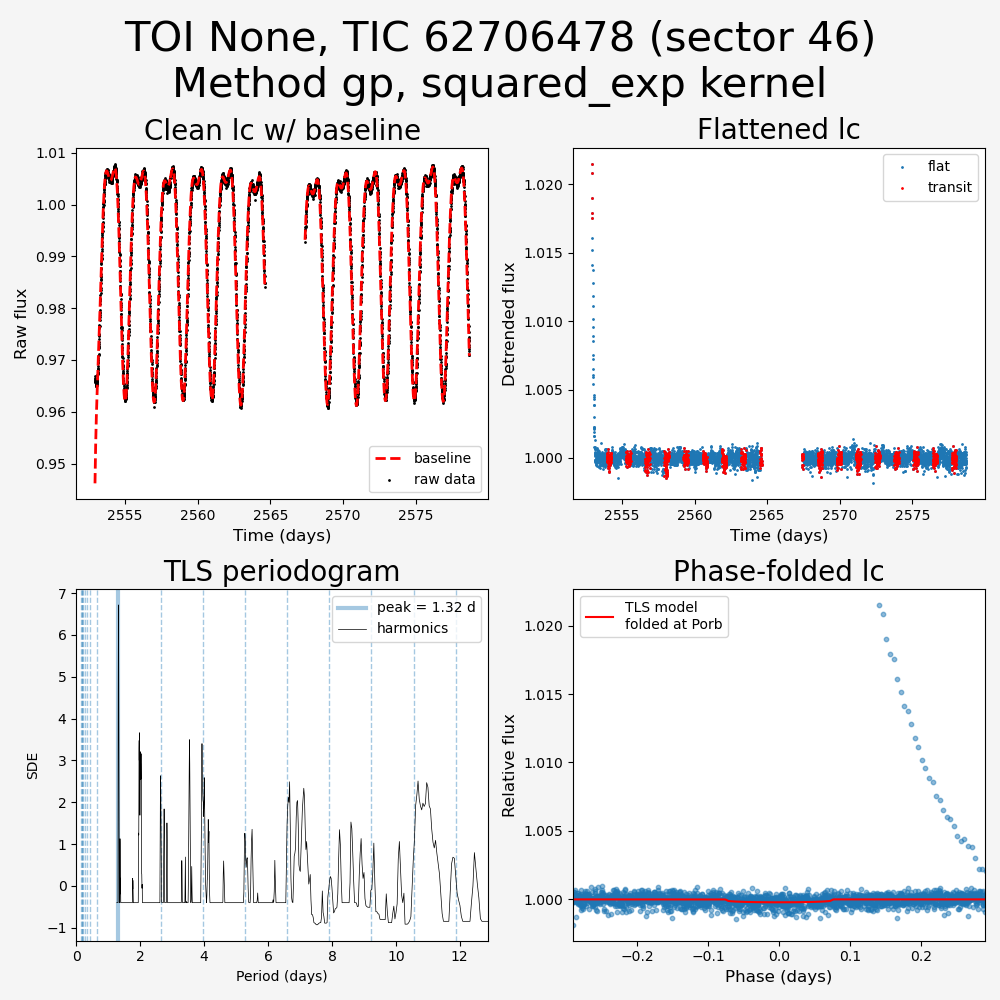 TOI None, TIC 62706478 (sector 46)
Method gp, squared_exp kernel
Clean lc w/ baseline
1.01
1.00
0.99
0.98
0.97
0.96
0.95
Raw flux
2555
2560
2565
2570
2575
Time (days)
baseline
raw data
Flattened lc
1.020
1.015
1.010
1.005
1.000
Detrended flux
2555
2560
2565
2570
2575
Time (days)
flat
transit
TLS periodogram
7
6
5
4
3
2
1
0
−1
SDE
0
2
4
6
8
10
12
Period (days)
peak = 1.32 d
harmonics
Phase-folded lc
1.020
1.015
1.010
1.005
1.000
Relative flux
−0.2
−0.1
0.0
0.1
0.2
Phase (days)
TLS model
folded at Porb